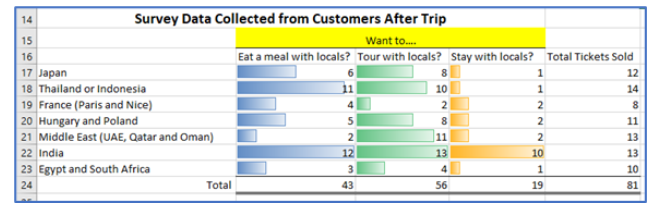 14 Survey Data Collected from Customers After Trip
15 Want to....
16 Eat a meal with locals? Tour with locals? Stay with locals? Total Tickets Sold
17 Japan 6 8 1 12
18 Thailand or Indonesia 11 10 1 14
19 France (Paris and Nice) 4 2 2 8
20 Hungary and Poland 5 8 2 11
21 Middle East (UAE, Qatar and Oman) 2 11 2 13
22 India 12 13 10 13
23 Egypt and South Africa 3 4 1 10
24 Total 43 56 19 81